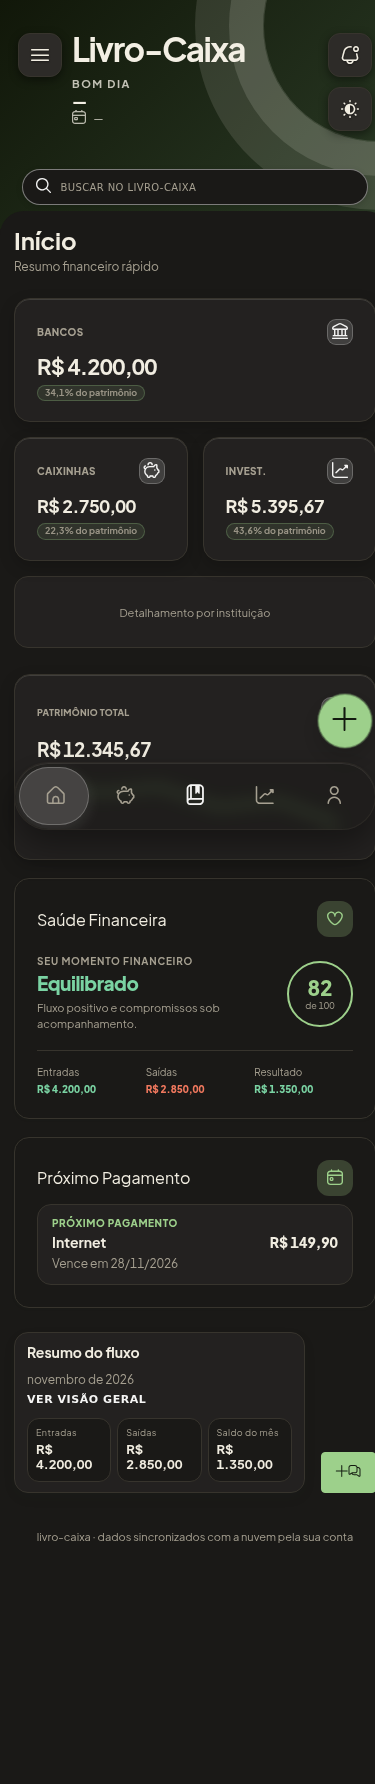 Livro-Caixa
BOM DIA
—
—
BUSCAR NO LIVRO-CAIXA
Início
Resumo financeiro rápido
BANCOS
R$ 4.200,00
34,1% do patrimônio
CAIXINHAS
R$ 2.750,00
22,3% do patrimônio
INVEST.
R$ 5.395,67
43,6% do patrimônio
Detalhamento por instituição
PATRIMÔNIO TOTAL
R$ 12.345,67
Saúde Financeira
SEU MOMENTO FINANCEIRO
Equilibrado
Fluxo positivo e compromissos sob
acompanhamento.
82
de 100
Entradas
R$ 4.200,00
Saídas
R$ 2.850,00
Resultado
R$ 1.350,00
Próximo Pagamento
PRÓXIMO PAGAMENTO
Internet
R$ 149,90
Vence em 28/11/2026
Resumo do fluxo
novembro de 2026
VER VISÃO GERAL
Entradas
R$
4.200,00
Saídas
R$
2.850,00
Saldo do mês
R$
1.350,00
livro-caixa · dados sincronizados com a nuvem pela sua conta